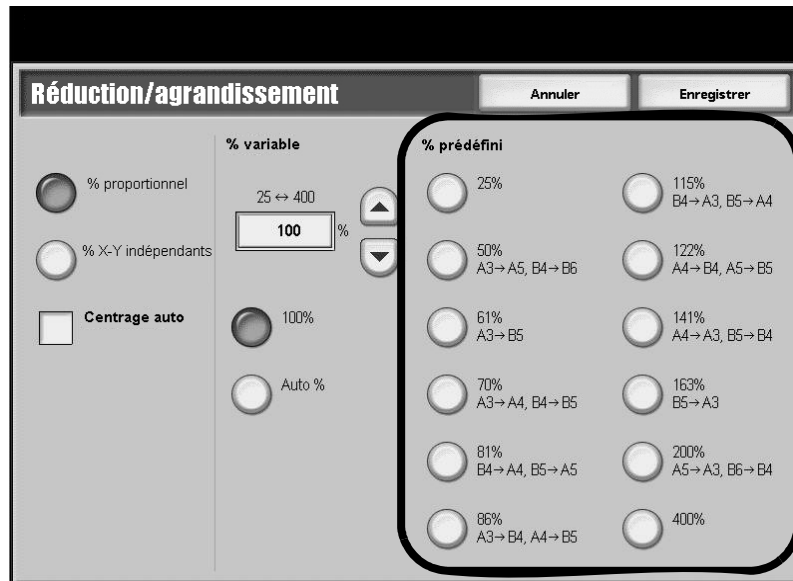 Réduction/agrandissement
Annuler
Enregistrer
% proportionnel
% X-Y indépendants
Centrage auto
% variable
25 ↔ 400
100 %
100%
Auto %
% prédéfini
25%
50%
A3→A5, B4→B6
61%
A3→B5
70%
A3→A4, B4→B5
81%
B4→A4, B5→A5
86%
A3→B4, A4→B5
115%
B4→A3, B5→A4
122%
A4→B4, A5→B5
141%
A4→A3, B5→B4
163%
B5→A3
200%
A5→A3, B6→B4
400%